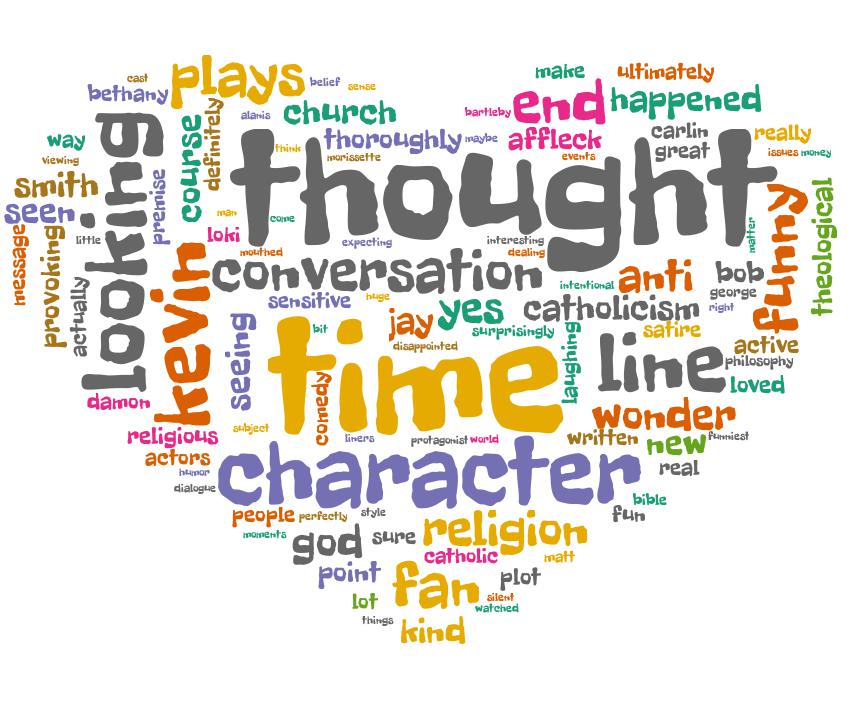 cast
plays
belief
sense
make
ultimately
bethany
alanis
church
bartleby
end
happened
way
looking
course
definitely
think
thoroughly
maybe
affleck
carlin
great
really
viewing
premise
morissette
events
issues
money
smith
thought
seen
little
man
come
theological
message
provoking
actually
loki
mouthed
expecting
interesting
dealing
matter
funny
kevin
conversation
intentional
anti
bob
george
right
sensitive
huge
jay
yes
catholicism
surprisingly
satire
seeing
bit
disappointed
laughing
active
time
line
philosophy
loved
damon
comedy
wonder
religious
subject
liners
protagonist
world
written
new
funniest
actors
humor
character
real
dialogue
bible
people
perfectly
style
fun
moments
god
sure
religion
catholic
matt
point
fan
plot
lot
silent
watched
things
kind